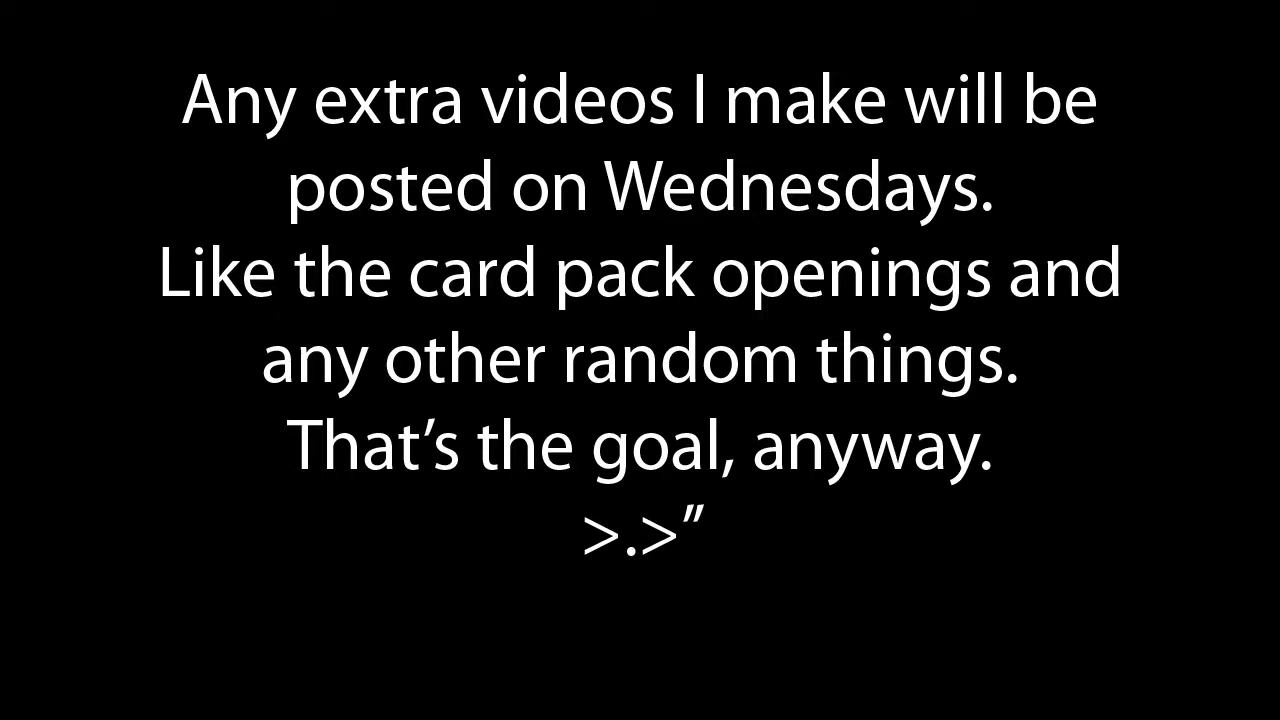 Any extra videos I make will be
posted on Wednesdays.
Like the card pack openings and
any other random things.
That’s the goal, anyway.
>.>”